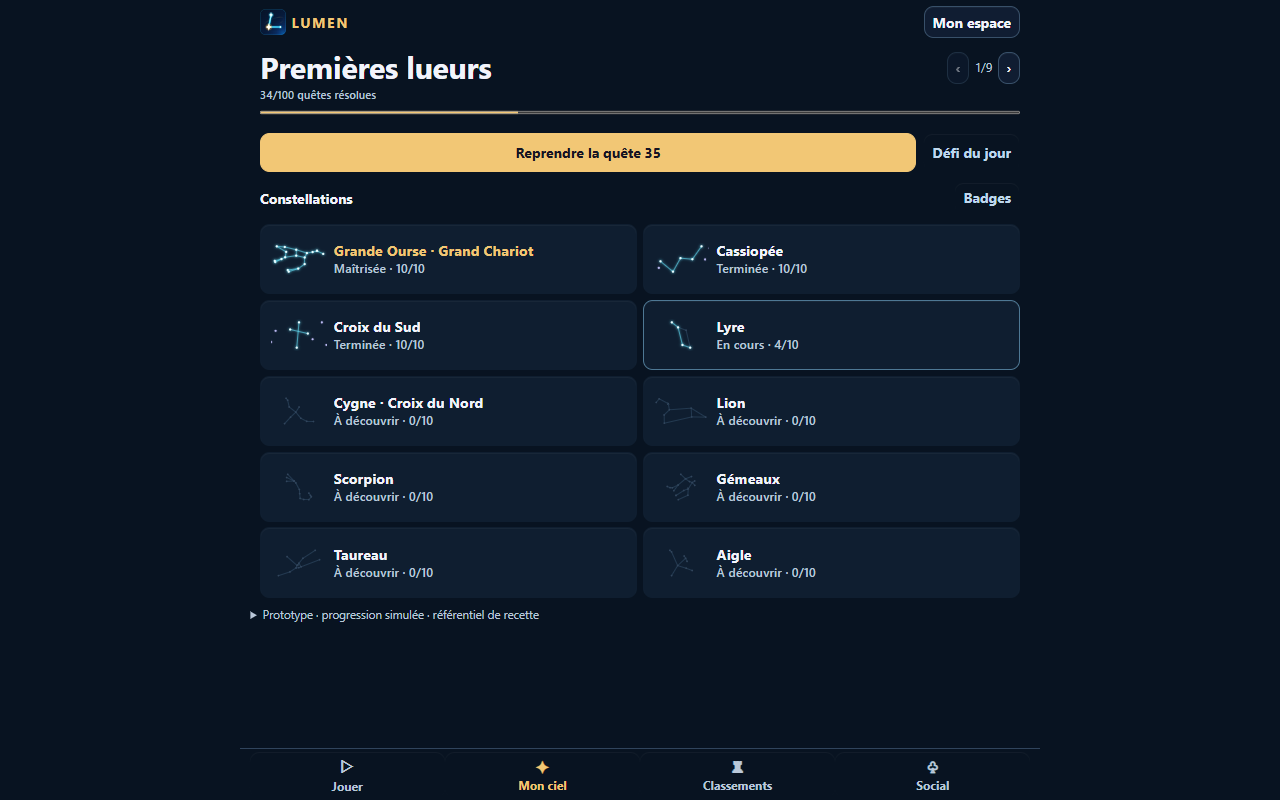 LUMEN
Mon espace
Premières lueurs
‹ 1/9 ›
34/100 quêtes résolues
Reprendre la quête 35
Défi du jour
Constellations
Badges
Grande Ourse · Grand Chariot
Maîtrisée · 10/10
Cassiopée
Terminée · 10/10
Croix du Sud
Terminée · 10/10
Lyre
En cours · 4/10
Cygne · Croix du Nord
À découvrir · 0/10
Lion
À découvrir · 0/10
Scorpion
À découvrir · 0/10
Gémeaux
À découvrir · 0/10
Taureau
À découvrir · 0/10
Aigle
À découvrir · 0/10
Prototype · progression simulée · référentiel de recette
Jouer
Mon ciel
Classements
Social